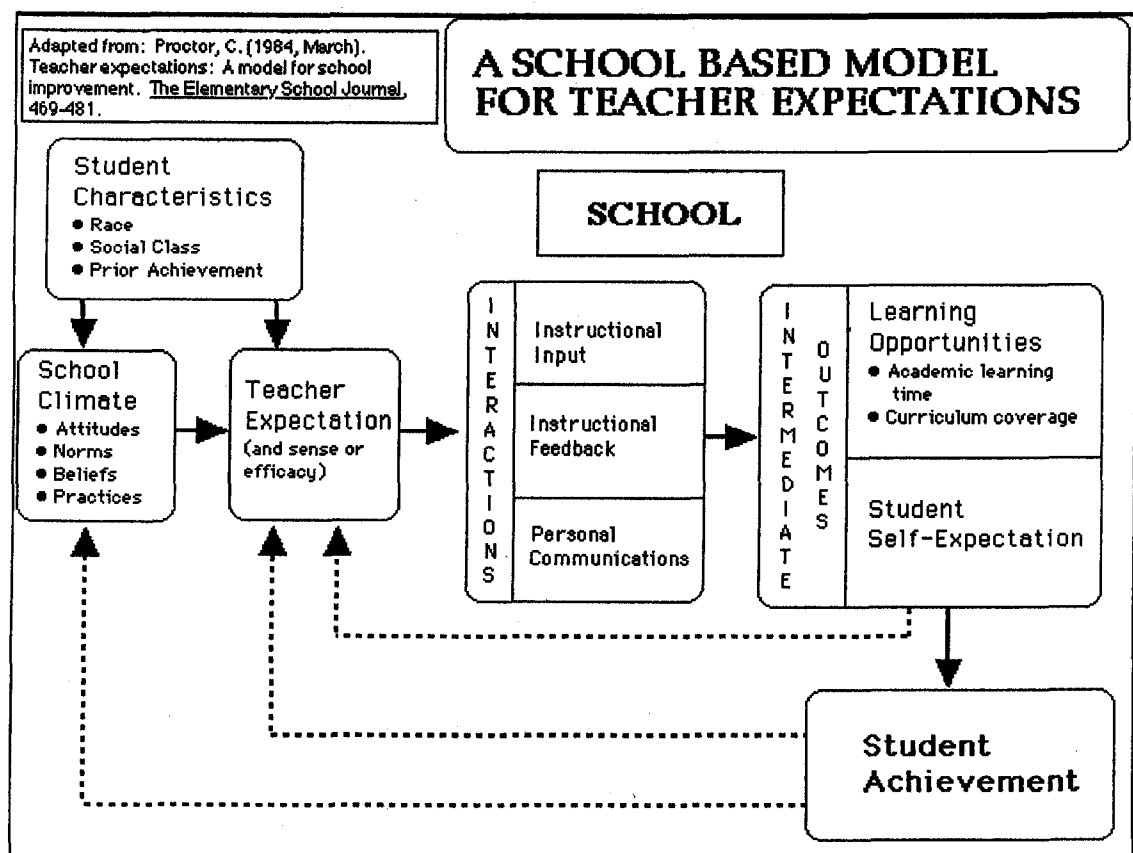 Adapted from: Proctor, C. (1984, March).
Teacher expectations: A model for school
improvement. The Elementary School Journal,
469-481.
A SCHOOL BASED MODEL
FOR TEACHER EXPECTATIONS
Student
Characteristics
● Race
● Social Class
● Prior Achievement
SCHOOL
School
Climate
● Attitudes
● Norms
● Beliefs
● Practices
Teacher
Expectation
(and sense or
efficacy)
INTERACTIONS
Instructional
Input
Instructional
Feedback
Personal
Communications
INTERMEDIATE
OUTCOMES
Learning
Opportunities
● Academic learning
time
● Curriculum coverage
Student
Self-Expectation
Student
Achievement